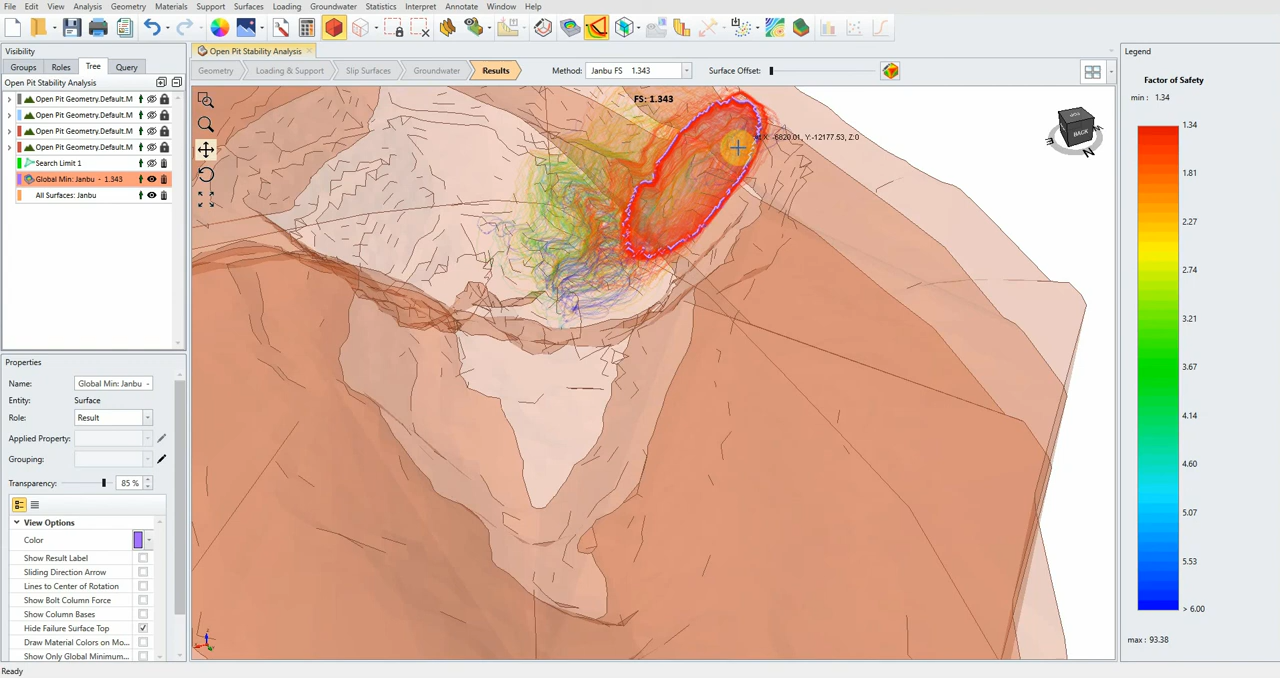 File Edit View Analysis Geometry Materials Support Surfaces Loading Groundwater Statistics Interpret Annotate Window Help
Visibility
Groups Roles Tree Query
Open Pit Stability Analysis
Open Pit Geometry.Default.M
Open Pit Geometry.Default.M
Open Pit Geometry.Default.M
Open Pit Geometry.Default.M
Search Limit 1
Global Min: Janbu - 1.343
All Surfaces: Janbu
Properties
Name: Global Min: Janbu -
Entity: Surface
Role: Result
Applied Property:
Grouping:
Transparency: 85 %
View Options
Color
Show Result Label
Sliding Direction Arrow
Lines to Center of Rotation
Show Bolt Column Force
Show Column Bases
Hide Failure Surface Top
Draw Material Colors on Mo...
Show Only Global Minimum...
Ready
Open Pit Stability Analysis
Geometry Loading & Support Slip Surfaces Groundwater Results Method: Janbu FS 1.343 Surface Offset:
FS: 1.343
X: -6820.01, Y:-12177.53, Z:0
TOP
BACK
N
Legend
Factor of Safety
min : 1.34
1.34
1.81
2.27
2.74
3.21
3.67
4.14
4.60
5.07
5.53
> 6.00
max : 93.38